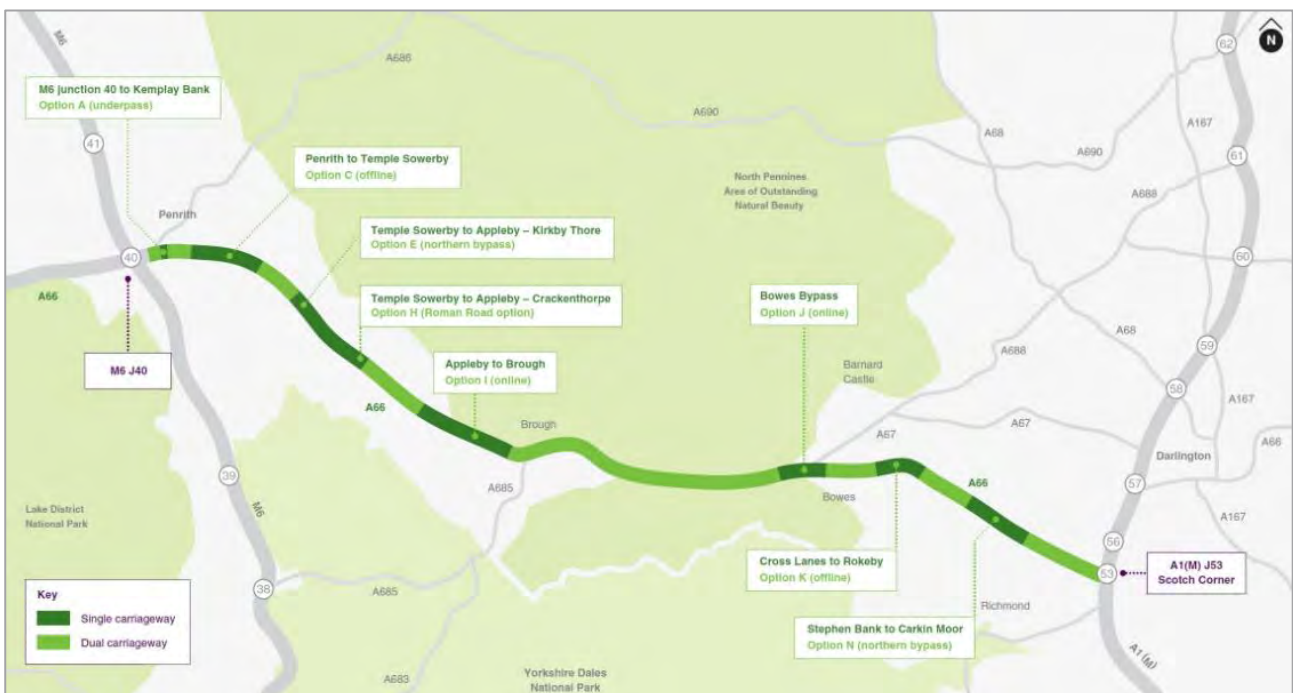 N
M6
A686
62
M6 junction 40 to Kemplay Bank
Option A (underpass)
A690
A68
A167
41
A690
61
Penrith to Temple Sowerby
Option C (offline)
North Pennines
Area of Outstanding
Natural Beauty
A688
Penrith
Temple Sowerby to Appleby – Kirkby Thore
Option E (northern bypass)
40
60
A66
Temple Sowerby to Appleby – Crackenthorpe
Option H (Roman Road option)
Bowes Bypass
Option J (online)
A68
A688
59
M6 J40
Appleby to Brough
Option I (online)
Barnard
Castle
58
A167
A66
Brough
A67
A67
A66
Darlington
39
A685
A66
57
Bowes
M6
Lake District
National Park
A167
56
Cross Lanes to Rokeby
Option K (offline)
53
A1(M) J53
Scotch Corner
38
A685
Key
Single carriageway
Dual carriageway
Richmond
Stephen Bank to Carkin Moor
Option N (northern bypass)
A1 (M)
Yorkshire Dales
National Park
A683